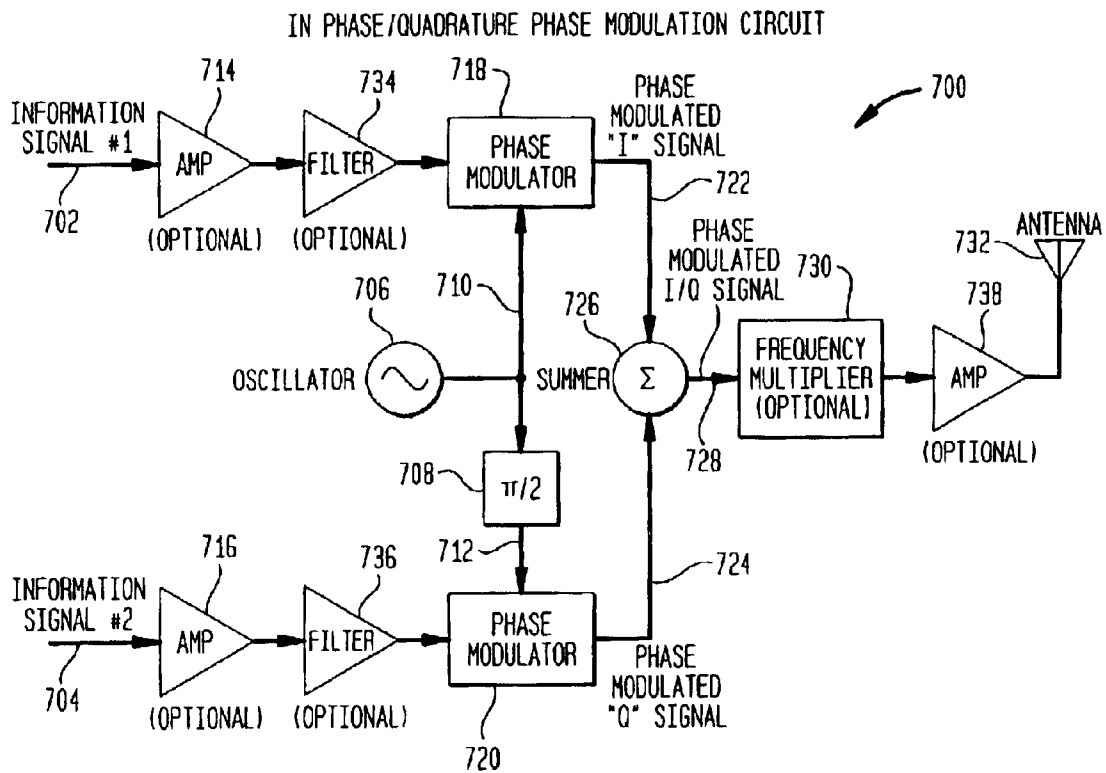 IN PHASE/QUADRATURE PHASE MODULATION CIRCUIT
714
734
718
PHASE
MODULATED
"I" SIGNAL
700
INFORMATION
SIGNAL #1
AMP
FILTER
PHASE
MODULATOR
702
(OPTIONAL)
(OPTIONAL)
722
PHASE
MODULATED
I/Q SIGNAL
ANTENNA
732
710
706
726
730
738
OSCILLATOR
SUMMER
Σ
FREQUENCY
MULTIPLIER
(OPTIONAL)
AMP
(OPTIONAL)
728
708
π/2
712
716
736
724
INFORMATION
SIGNAL #2
AMP
FILTER
PHASE
MODULATOR
704
(OPTIONAL)
(OPTIONAL)
720
PHASE
MODULATED
"Q" SIGNAL